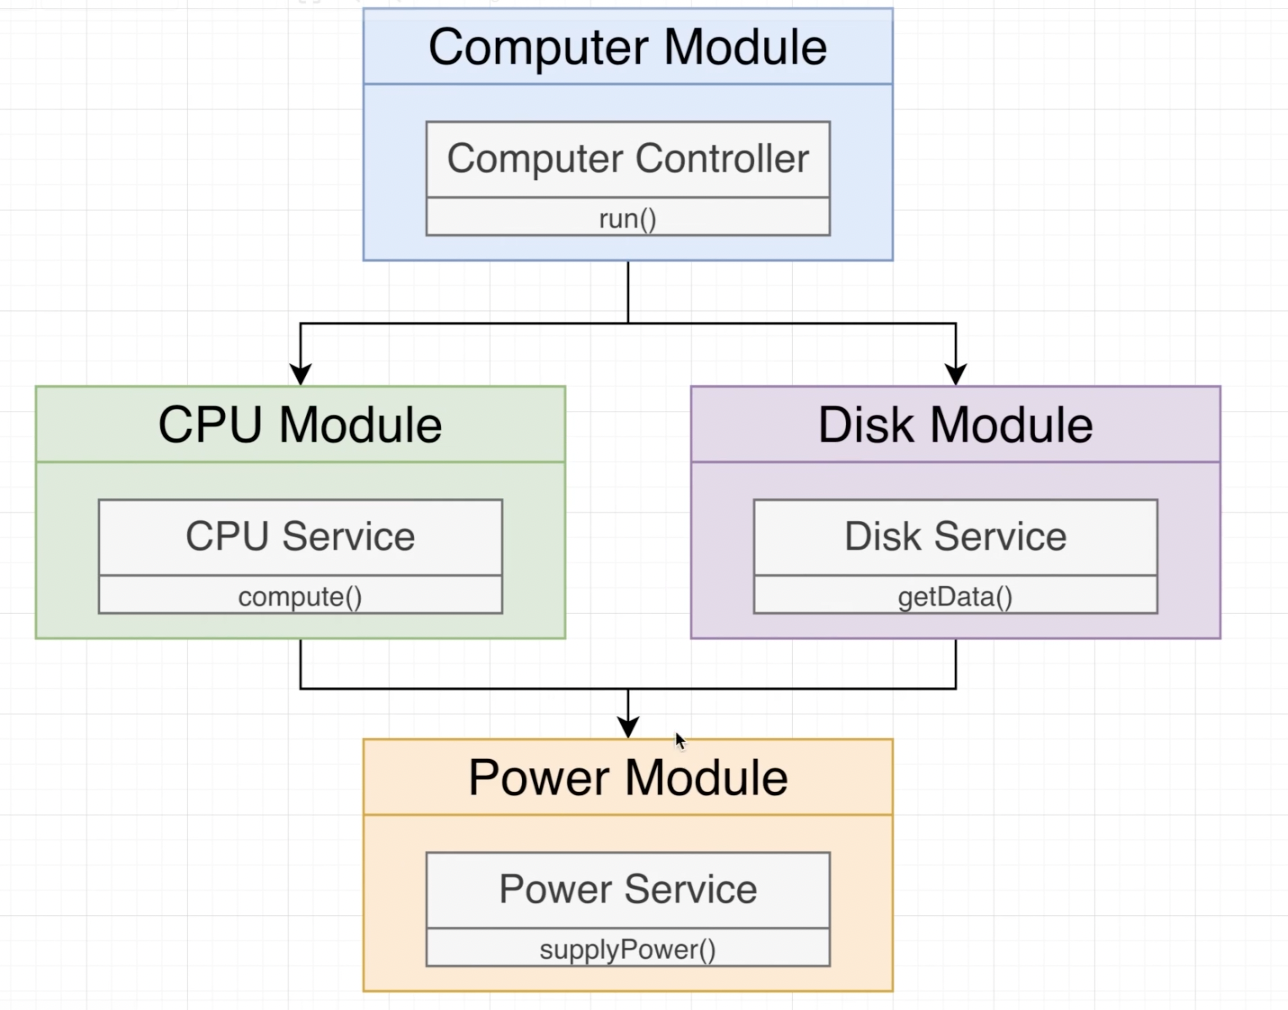 Computer Module
Computer Controller
run()
CPU Module
CPU Service
compute()
Disk Module
Disk Service
getData()
Power Module
Power Service
supplyPower()